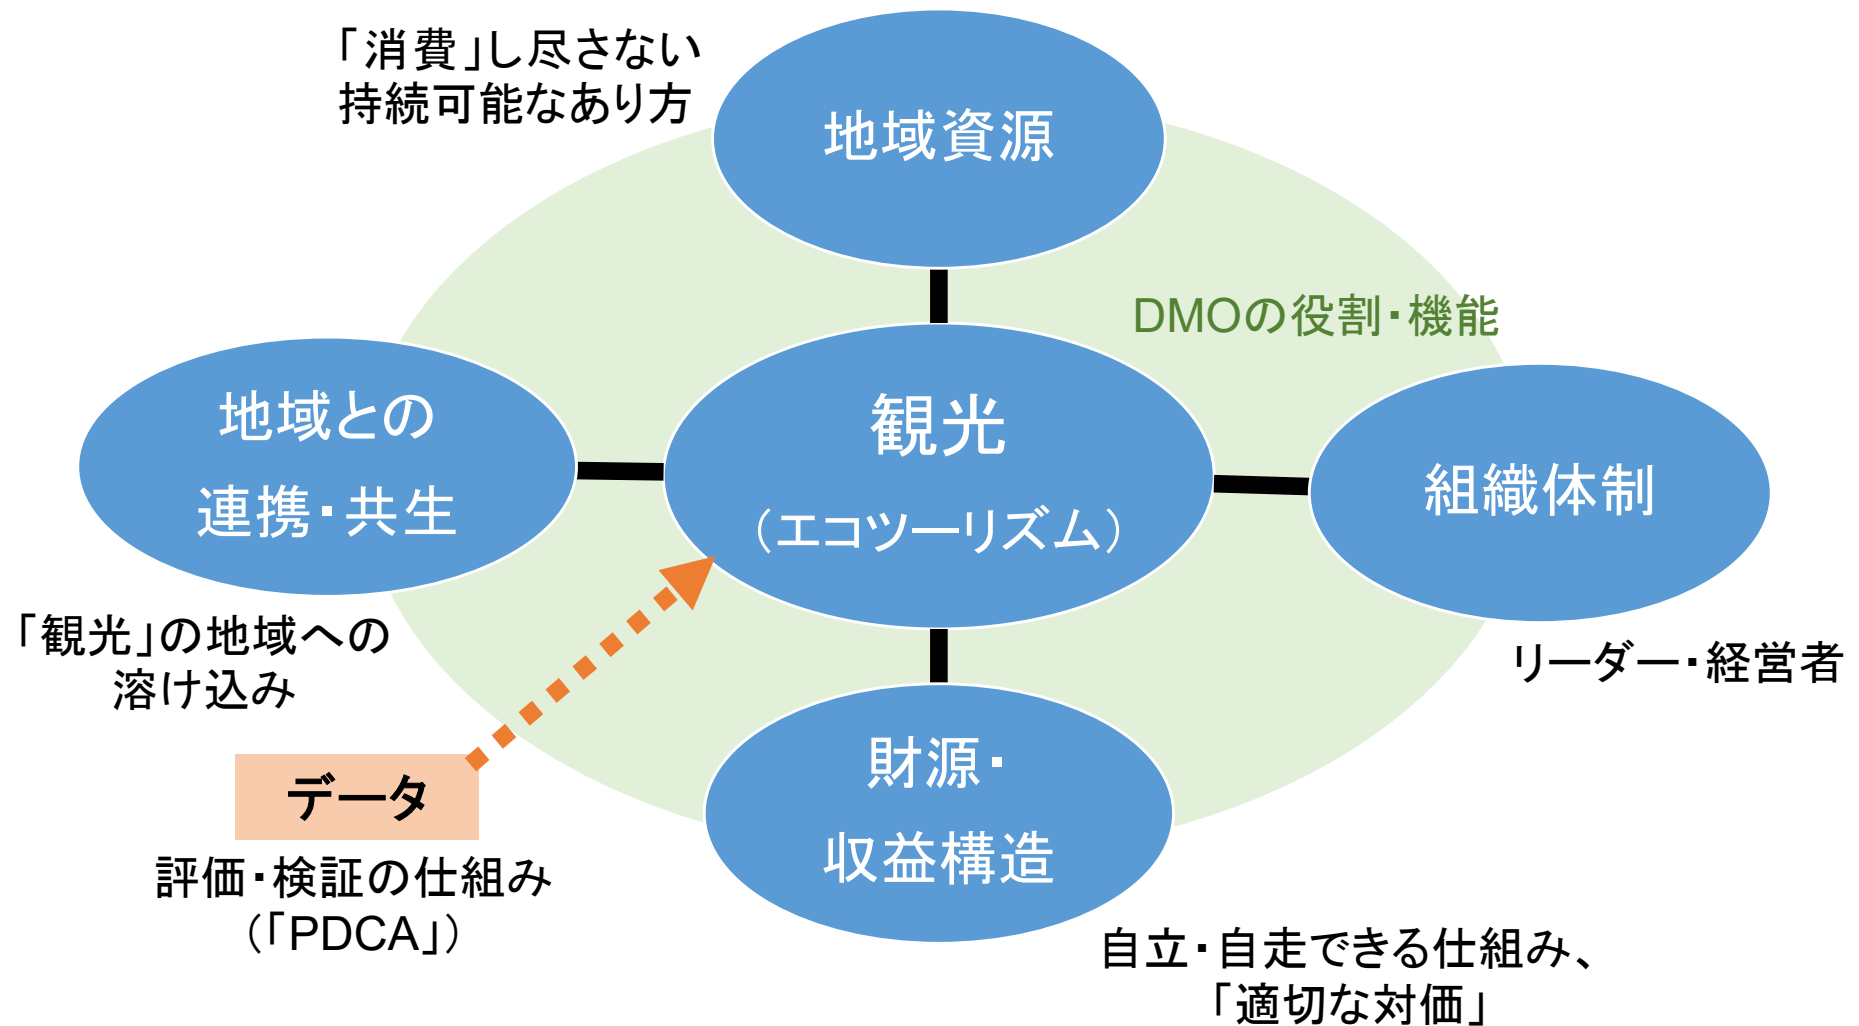 「消費」し尽さない
持続可能なあり方
地域資源
DMOの役割・機能
地域との
連携・共生
観光
（エコツーリズム）
組織体制
「観光」の地域への
溶け込み
リーダー・経営者
データ
財源・
収益構造
評価・検証の仕組み
（「PDCA」）
自立・自走できる仕組み、
「適切な対価」